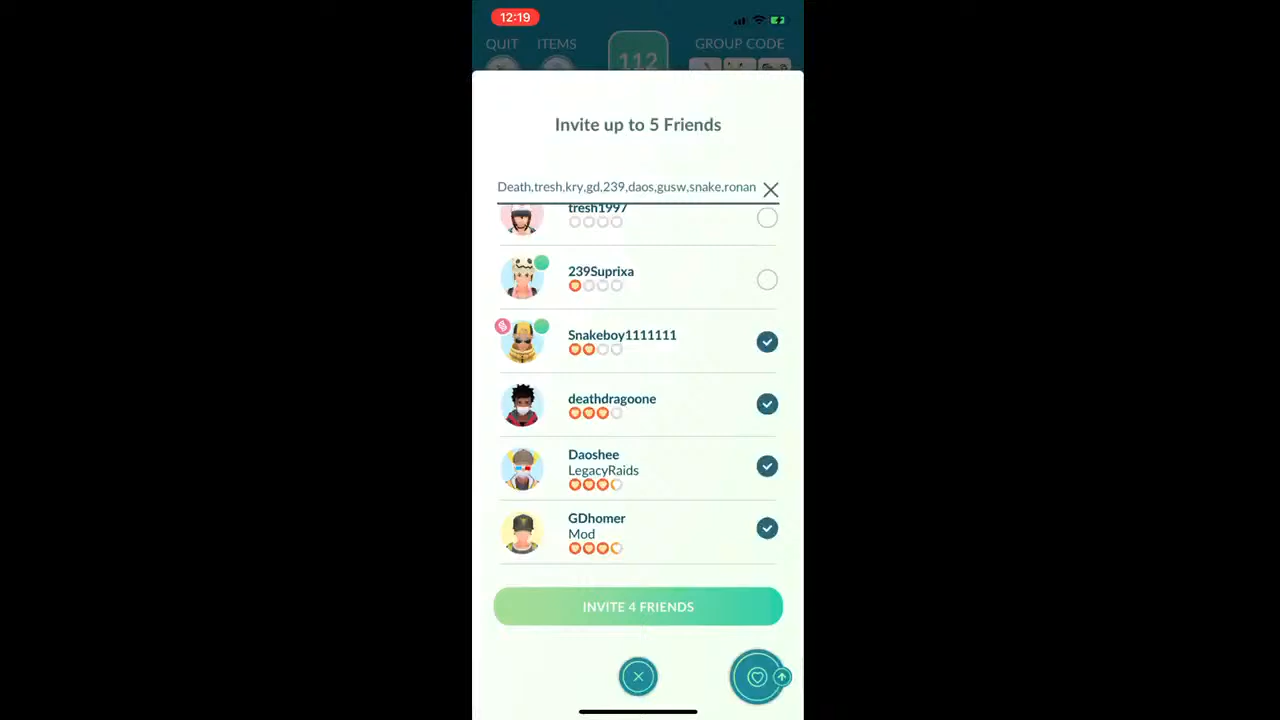 12:19
QUIT
ITEMS
112
GROUP CODE
Invite up to 5 Friends
Death,tresh,kry,gd,239,daos,gusw,snake,ronan
tresh1997
239Suprixa
Snakeboy1111111
deathdragoone
Daoshee
LegacyRaids
GDhomer
Mod
INVITE 4 FRIENDS